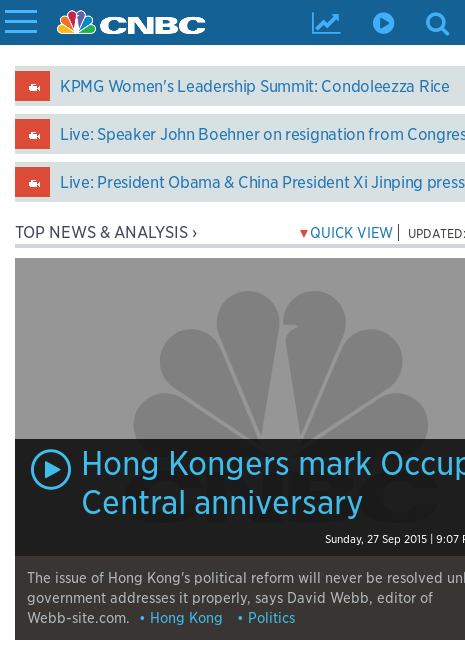 CNBC
KPMG Women's Leadership Summit: Condoleezza Rice
Live: Speaker John Boehner on resignation from Congres
Live: President Obama & China President Xi Jinping press
TOP NEWS & ANALYSIS › ▼QUICK VIEW | UPDATED:
Hong Kongers mark Occup
Central anniversary
Sunday, 27 Sep 2015 | 9:07 P
The issue of Hong Kong's political reform will never be resolved unl
government addresses it properly, says David Webb, editor of
Webb-site.com. • Hong Kong • Politics